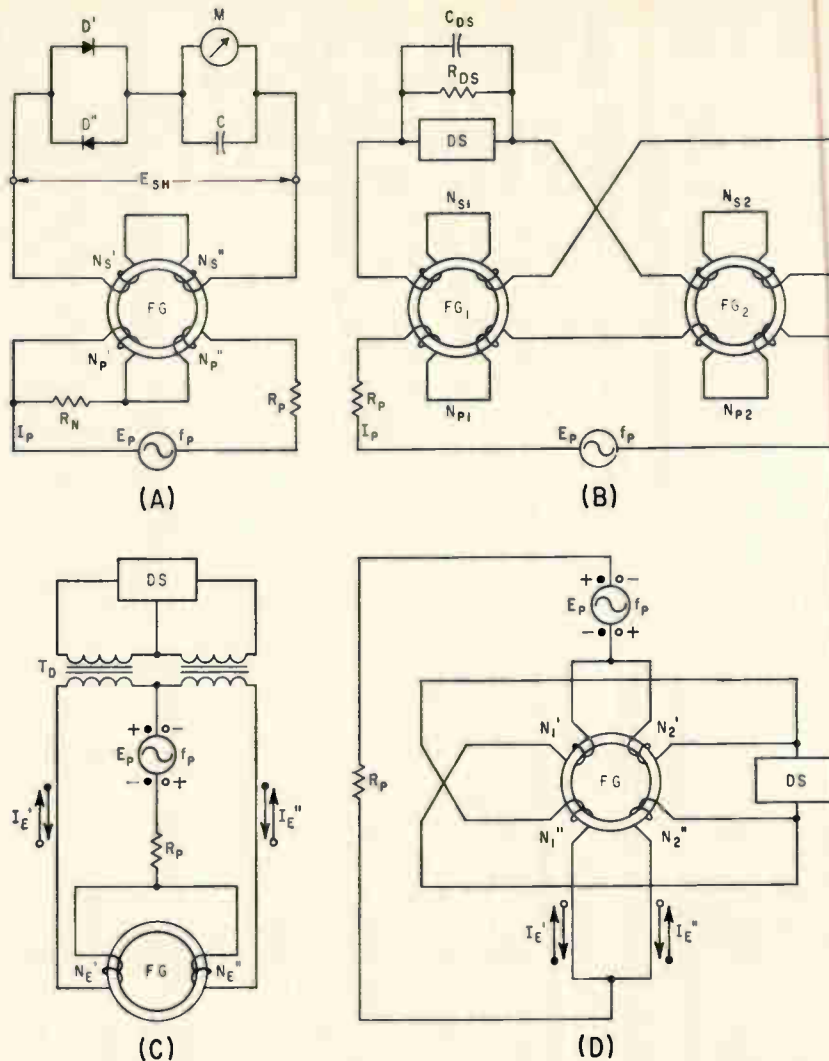 D'
M
D"
C
E_SH
N_S'
N_S"
FG
N_P'
N_P"
R_N
R_P
I_P
E_P
f_P
(A)
C_DS
R_DS
DS
N_S1
N_S2
FG_1
FG_2
R_P
I_P
N_P1
N_P2
E_P
f_P
(B)
DS
T_D
+
-
E_P
f_P
-
+
I_E'
I_E"
R_P
N_E'
FG
N_E"
(C)
+
-
E_P
f_P
-
+
N_1'
N_2'
R_P
FG
DS
N_1"
N_2"
I_E'
I_E"
(D)